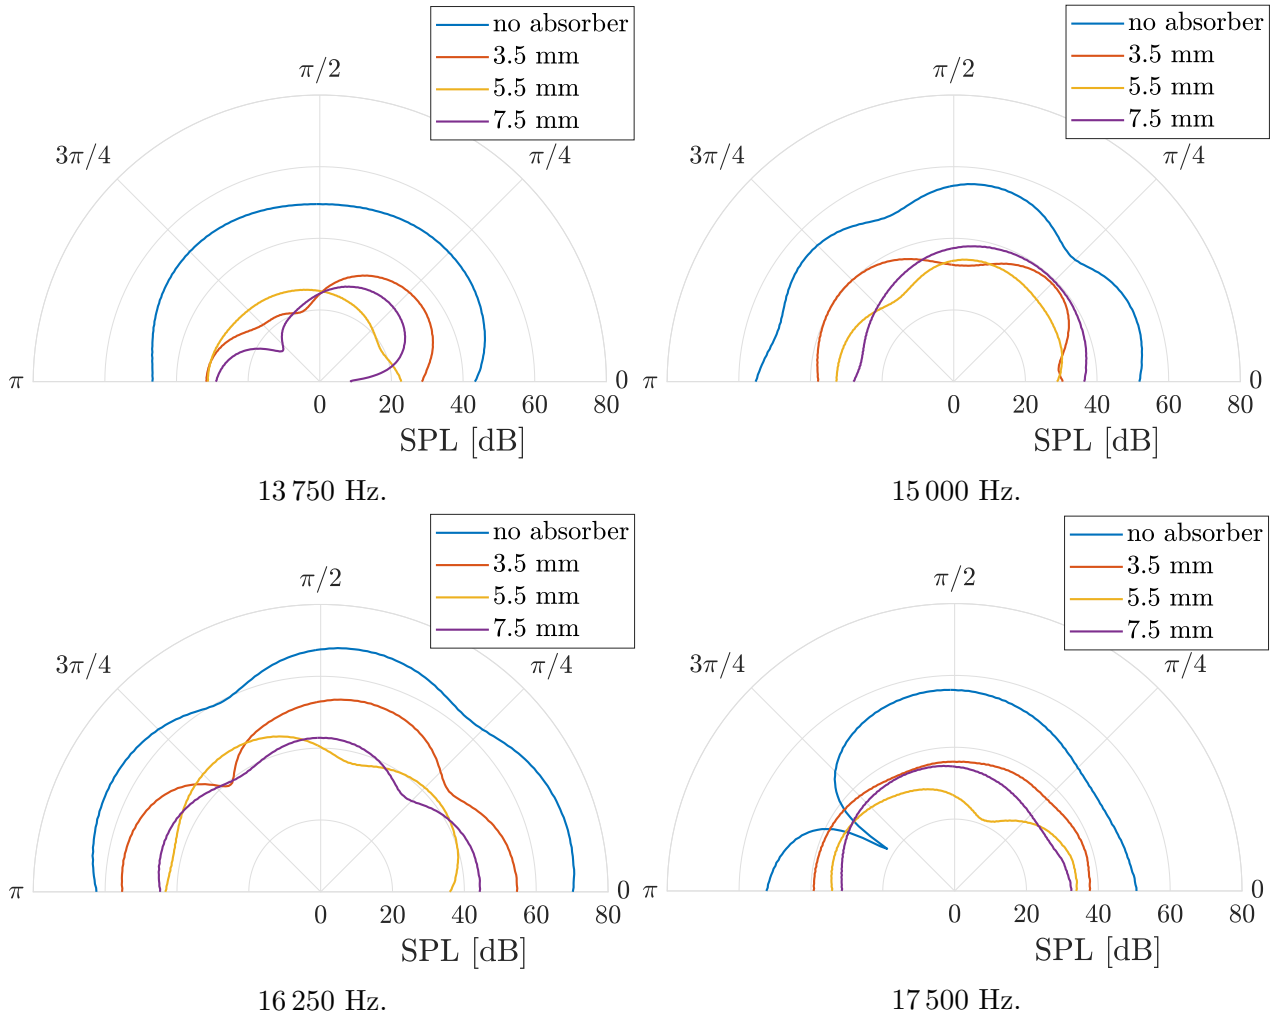 no absorber
3.5 mm
5.5 mm
7.5 mm
π/2
3π/4
π/4
π
0
0 20 40 60 80
SPL [dB]
13 750 Hz.
no absorber
3.5 mm
5.5 mm
7.5 mm
π/2
3π/4
π/4
π
0
0 20 40 60 80
SPL [dB]
15 000 Hz.
no absorber
3.5 mm
5.5 mm
7.5 mm
π/2
3π/4
π/4
π
0
0 20 40 60 80
SPL [dB]
16 250 Hz.
no absorber
3.5 mm
5.5 mm
7.5 mm
π/2
3π/4
π/4
π
0
0 20 40 60 80
SPL [dB]
17 500 Hz.